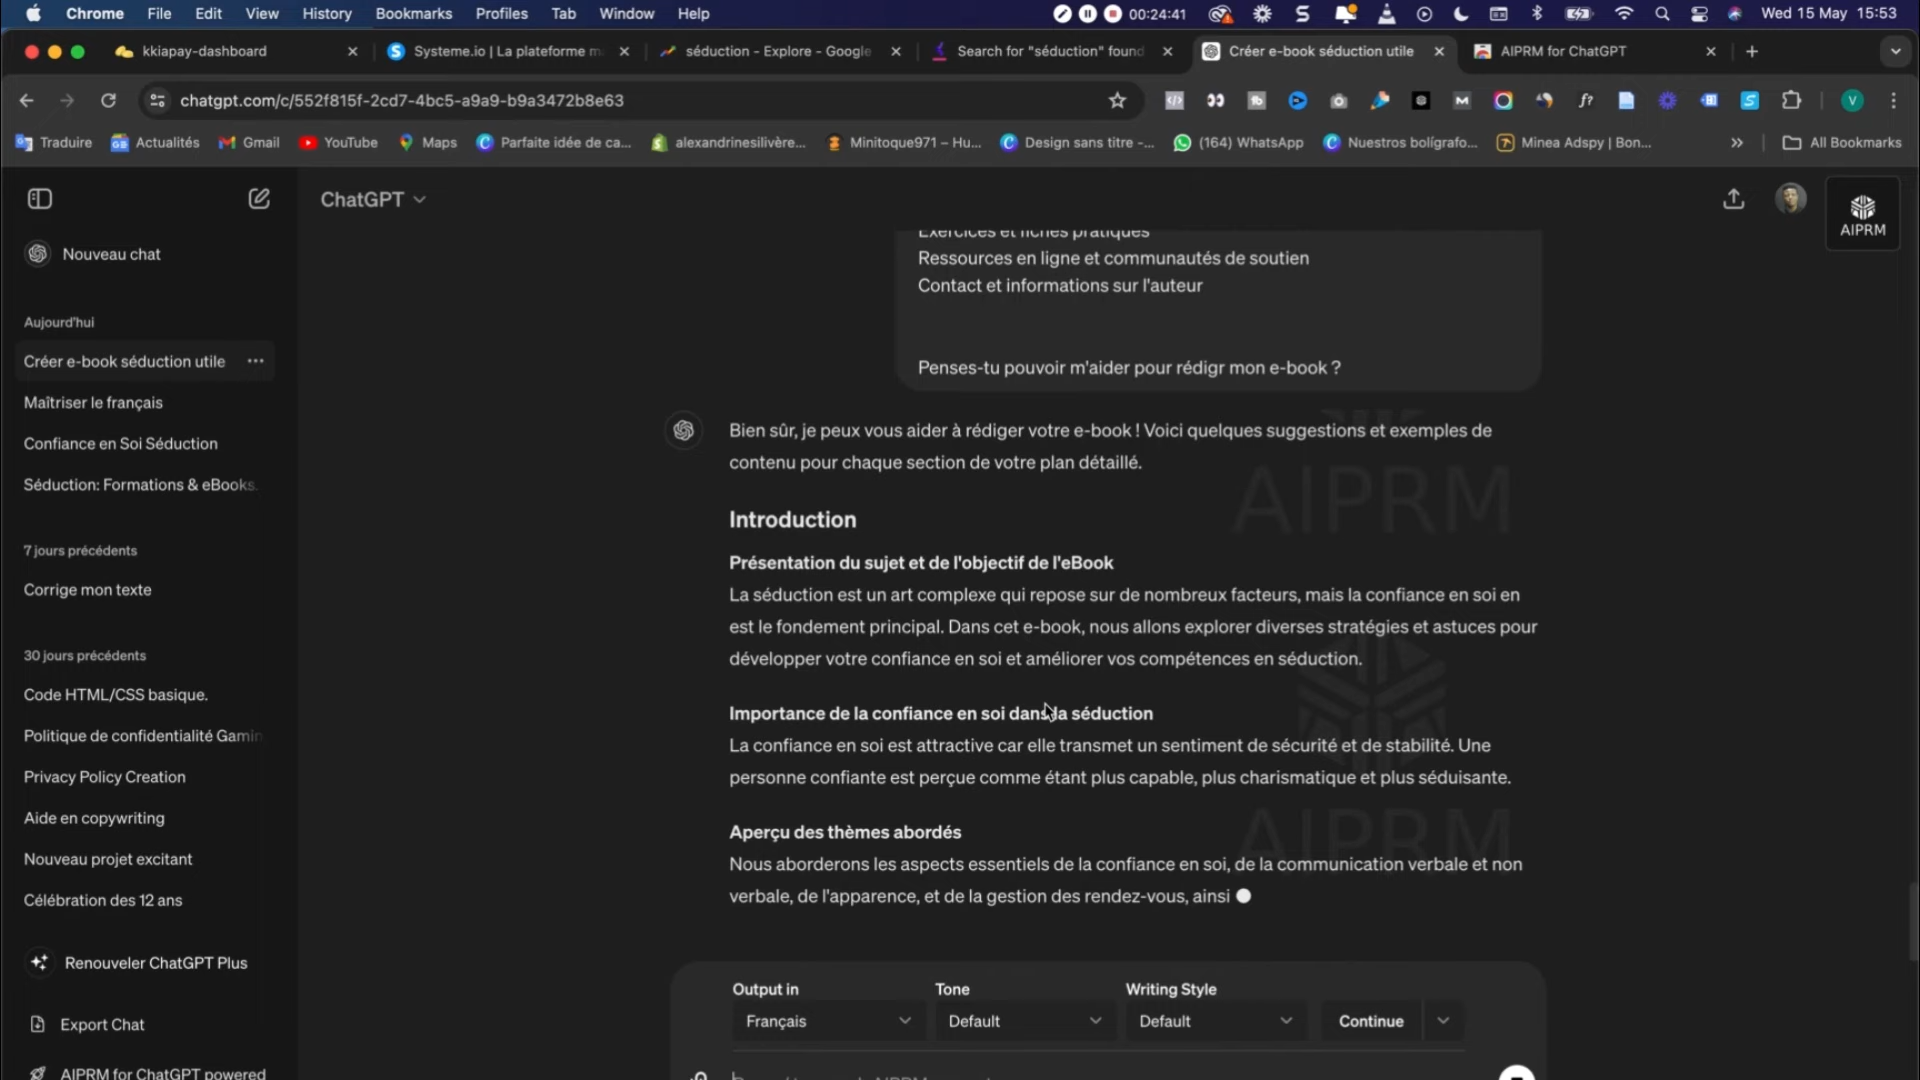 Chrome File Edit View History Bookmarks Profiles Tab Window Help 00:24:41 Wed 15 May 15:53
kkiapay-dashboard Systeme.io | La plateforme m séduction - Explore - Google Search for "séduction" found Créer e-book séduction utile AIPRM for ChatGPT
chatgpt.com/c/552f815f-2cd7-4bc5-a9a9-b9a3472b8e63
Traduire Actualités Gmail YouTube Maps Parfaite idée de ca... alexandrinesilivère... Minitoque971 – Hu... Design sans titre -... (164) WhatsApp Nuestros bolígrafo... Minea Adspy | Bon... » All Bookmarks
ChatGPT
AIPRM
Nouveau chat
Aujourd'hui
Créer e-book séduction utile ...
Maîtriser le français
Confiance en Soi Séduction
Séduction: Formations & eBooks.
7 jours précédents
Corrige mon texte
30 jours précédents
Code HTML/CSS basique.
Politique de confidentialité Gamin
Privacy Policy Creation
Aide en copywriting
Nouveau projet excitant
Célébration des 12 ans
Renouveler ChatGPT Plus
Export Chat
AIPRM for ChatGPT powered
Exercices et fiches pratiques
Ressources en ligne et communautés de soutien
Contact et informations sur l'auteur
Penses-tu pouvoir m'aider pour rédigr mon e-book ?
Bien sûr, je peux vous aider à rédiger votre e-book ! Voici quelques suggestions et exemples de
contenu pour chaque section de votre plan détaillé.
AIPRM
Introduction
Présentation du sujet et de l'objectif de l'eBook
La séduction est un art complexe qui repose sur de nombreux facteurs, mais la confiance en soi en
est le fondement principal. Dans cet e-book, nous allons explorer diverses stratégies et astuces pour
développer votre confiance en soi et améliorer vos compétences en séduction.
Importance de la confiance en soi dans la séduction
La confiance en soi est attractive car elle transmet un sentiment de sécurité et de stabilité. Une
personne confiante est perçue comme étant plus capable, plus charismatique et plus séduisante.
AIPRM
Aperçu des thèmes abordés
Nous aborderons les aspects essentiels de la confiance en soi, de la communication verbale et non
verbale, de l'apparence, et de la gestion des rendez-vous, ainsi
Output in Tone Writing Style
Français Default Default Continue